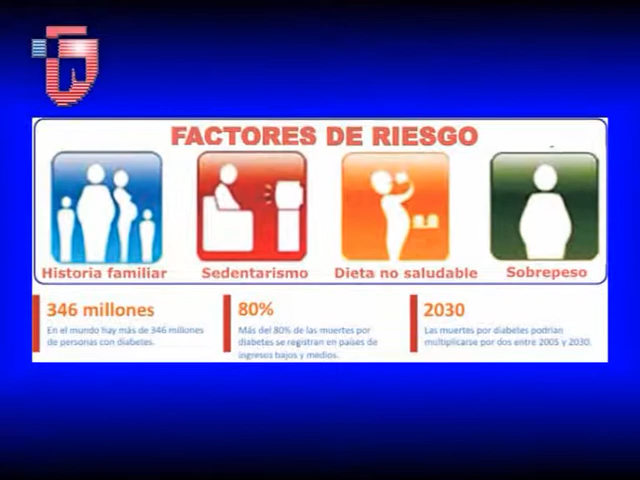 FACTORES DE RIESGO
Historia familiar
Sedentarismo
Dieta no saludable
Sobrepeso
346 millones
En el mundo hay más de 346 millones
de personas con diabetes.
80%
Más del 80% de las muertes por
diabetes se registran en países de
ingresos bajos y medios.
2030
Las muertes por diabetes podrían
multiplicarse por dos entre 2005 y 2030.